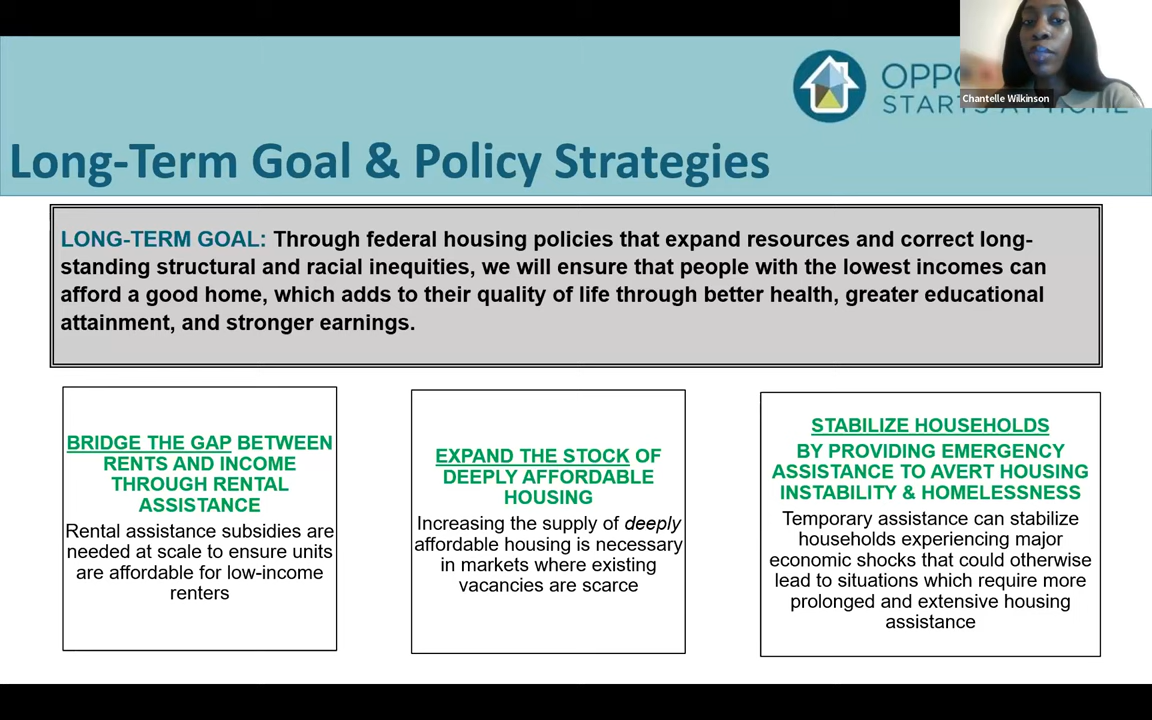 Chantelle Wilkinson
STARTS AT HOME
Long-Term Goal & Policy Strategies
LONG-TERM GOAL: Through federal housing policies that expand resources and correct long-
standing structural and racial inequities, we will ensure that people with the lowest incomes can
afford a good home, which adds to their quality of life through better health, greater educational
attainment, and stronger earnings.
BRIDGE THE GAP BETWEEN
RENTS AND INCOME
THROUGH RENTAL
ASSISTANCE
Rental assistance subsidies are
needed at scale to ensure units
are affordable for low-income
renters
EXPAND THE STOCK OF
DEEPLY AFFORDABLE
HOUSING
Increasing the supply of deeply
affordable housing is necessary
in markets where existing
vacancies are scarce
STABILIZE HOUSEHOLDS
BY PROVIDING EMERGENCY
ASSISTANCE TO AVERT HOUSING
INSTABILITY & HOMELESSNESS
Temporary assistance can stabilize
households experiencing major
economic shocks that could otherwise
lead to situations which require more
prolonged and extensive housing
assistance